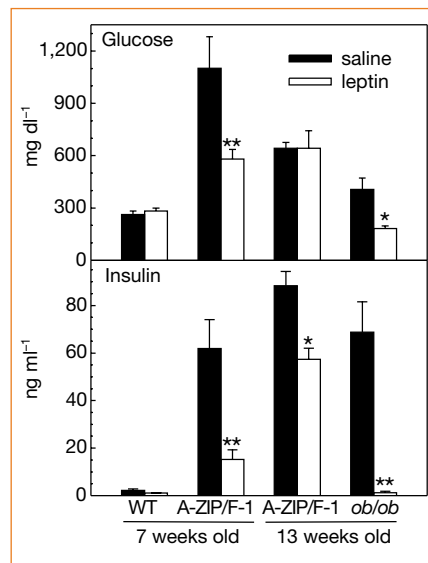 Glucose
saline
leptin
mg dl⁻¹
1,200
900
600
300
0
**
*
Insulin
ng ml⁻¹
80
60
40
20
0
**
*
**
WT A-ZIP/F-1 A-ZIP/F-1 ob/ob
7 weeks old 13 weeks old